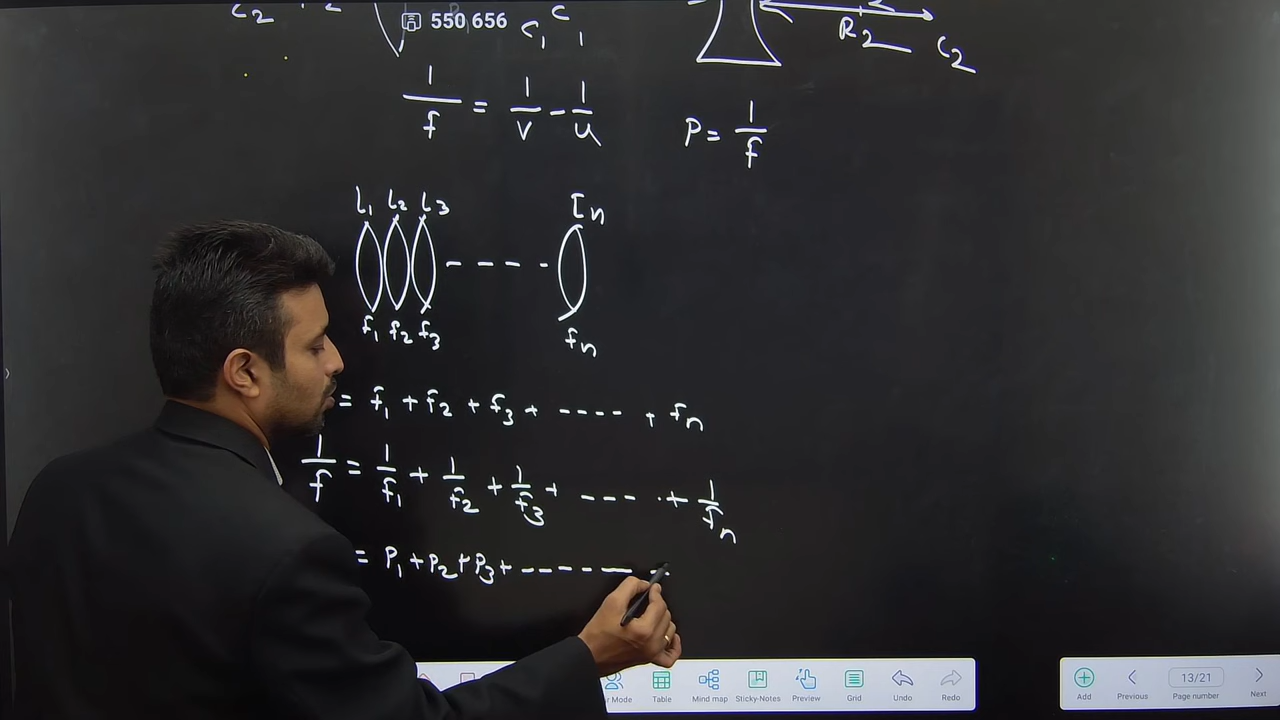 C₂
550 656
C₁
R₂
C₂
1/f = 1/v - 1/u
P = 1/f
L₁ L₂ L₃ Ln
f₁ f₂ f₃ fn
= f₁ + f₂ + f₃ + ---- + fn
1/f = 1/f₁ + 1/f₂ + 1/f₃ + ---- + 1/fn
= P₁ + P₂ + P₃ + ------- +
Table
Mind map
Sticky-Notes
Preview
Grid
Undo
Redo
Add
Previous
13/21
Page number
Next